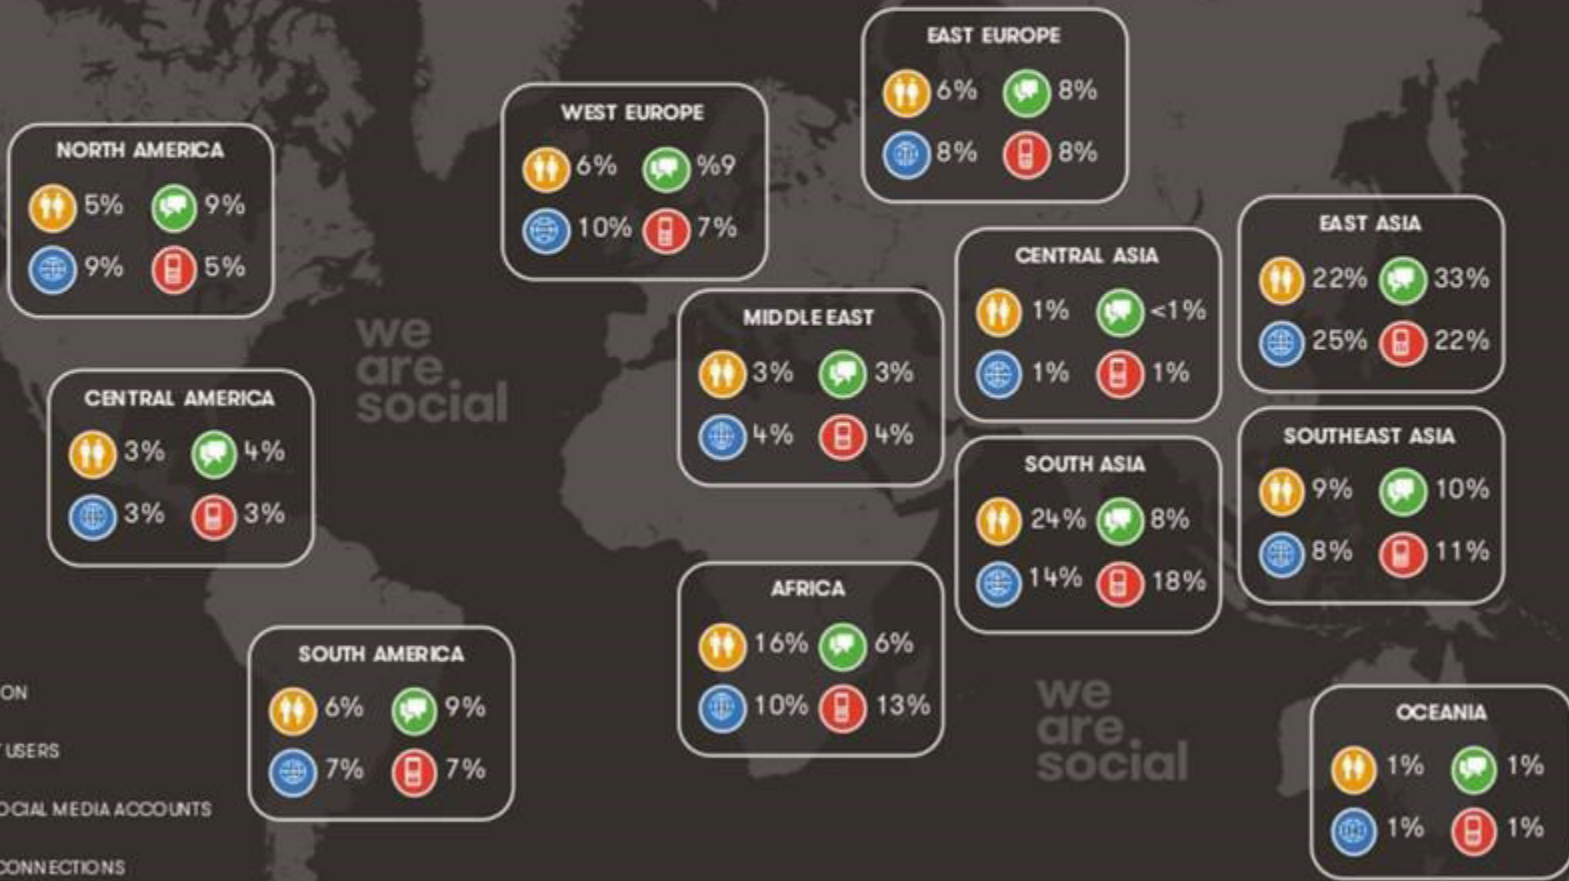 EAST EUROPE
6% 8%
8% 8%
WEST EUROPE
6% %9
10% 7%
NORTH AMERICA
5% 9%
9% 5%
EAST ASIA
22% 33%
25% 22%
CENTRAL ASIA
1% <1%
1% 1%
MIDDLE EAST
3% 3%
4% 4%
we
are
social
CENTRAL AMERICA
3% 4%
3% 3%
SOUTHEAST ASIA
9% 10%
8% 11%
SOUTH ASIA
24% 8%
14% 18%
AFRICA
16% 6%
10% 13%
SOUTH AMERICA
6% 9%
7% 7%
we
are
social
OCEANIA
1% 1%
1% 1%
ON
USERS
OCIAL MEDIA ACCOUNTS
CONNECTIONS